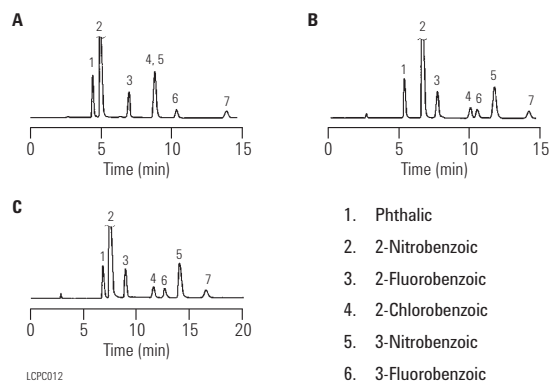 A
2
1
3
4, 5
6
7
0
5
10
15
Time (min)
B
2
1
3
4
6
5
7
0
5
10
15
Time (min)
C
2
1
3
4
6
5
7
0
5
10
15
20
Time (min)
LCPC012
1. Phthalic
2. 2-Nitrobenzoic
3. 2-Fluorobenzoic
4. 2-Chlorobenzoic
5. 3-Nitrobenzoic
6. 3-Fluorobenzoic